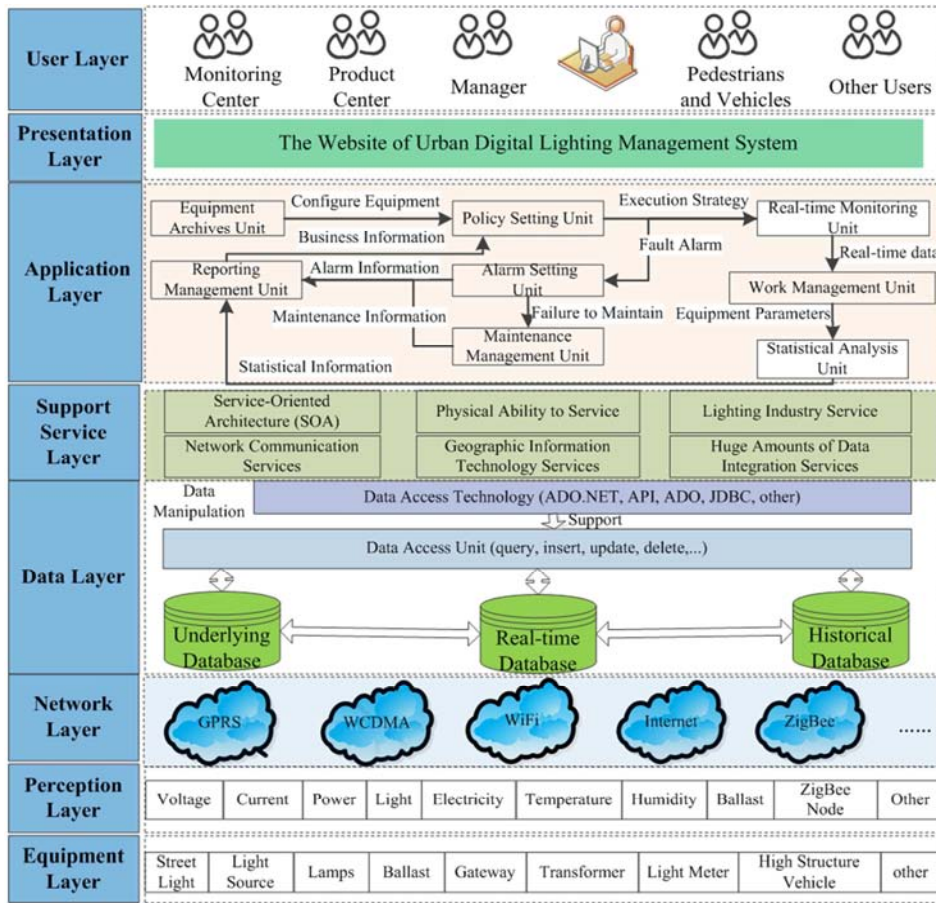 User Layer
Monitoring
Center
Product
Center
Manager
Pedestrians
and Vehicles
Other Users
Presentation
Layer
The Website of Urban Digital Lighting Management System
Application
Layer
Equipment
Archives Unit
Configure Equipment
Policy Setting Unit
Execution Strategy
Real-time Monitoring
Unit
Business Information
Fault Alarm
Real-time data
Reporting
Management Unit
Alarm Information
Alarm Setting
Unit
Work Management Unit
Maintenance Information
Failure to Maintain
Equipment Parameters
Maintenance
Management Unit
Statistical Analysis
Unit
Statistical Information
Support
Service
Layer
Service-Oriented
Architecture (SOA)
Physical Ability to Service
Lighting Industry Service
Network Communication
Services
Geographic Information
Technology Services
Huge Amounts of Data
Integration Services
Data Layer
Data
Manipulation
Data Access Technology (ADO.NET, API, ADO, JDBC, other)
Support
Data Access Unit (query, insert, update, delete,...)
Underlying
Database
Real-time
Database
Historical
Database
Network
Layer
GPRS
WCDMA
WiFi
Internet
ZigBee
......
Perception
Layer
Voltage
Current
Power
Light
Electricity
Temperature
Humidity
Ballast
ZigBee
Node
Other
Equipment
Layer
Street
Light
Light
Source
Lamps
Ballast
Gateway
Transformer
Light Meter
High Structure
Vehicle
other